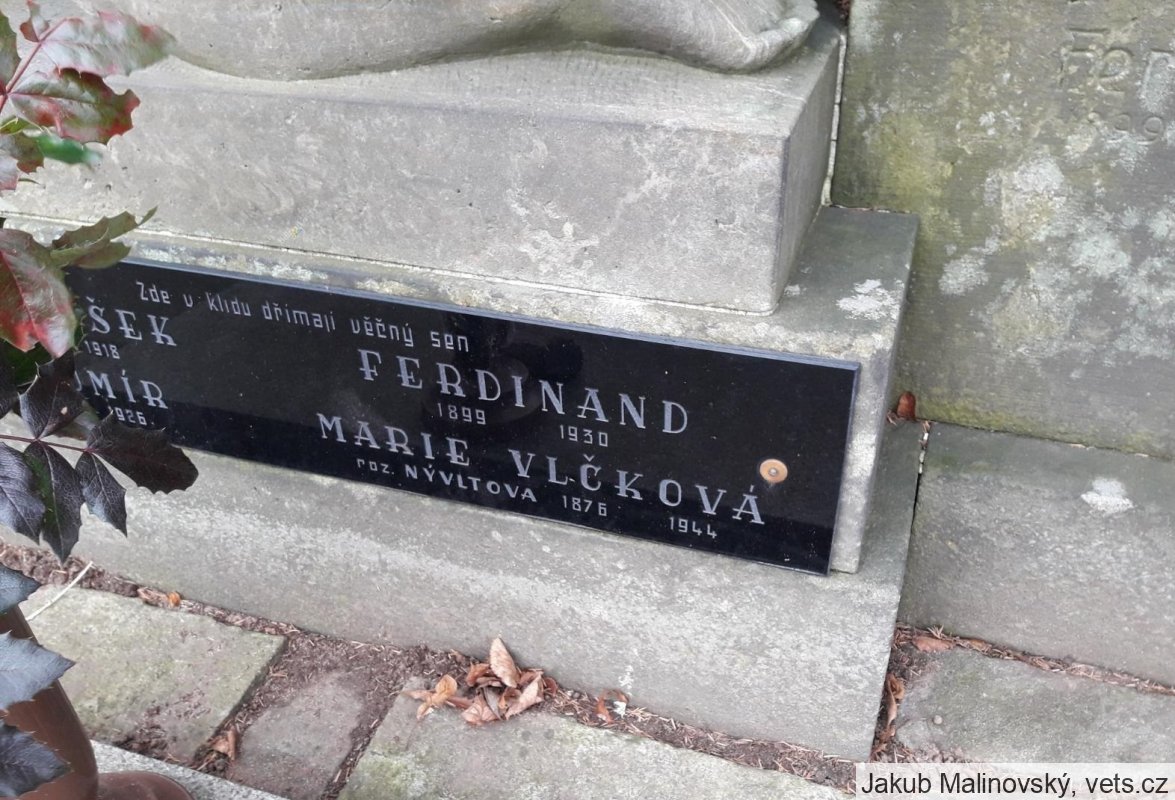 Zde v klidu dřímají věčný sen
ŠEK
1918
MÍR
1926
FERDINAND
1899 1930
MARIE VLČKOVÁ
roz. NÝVLTOVA 1876 1944
Jakub Malinovský, vets.cz